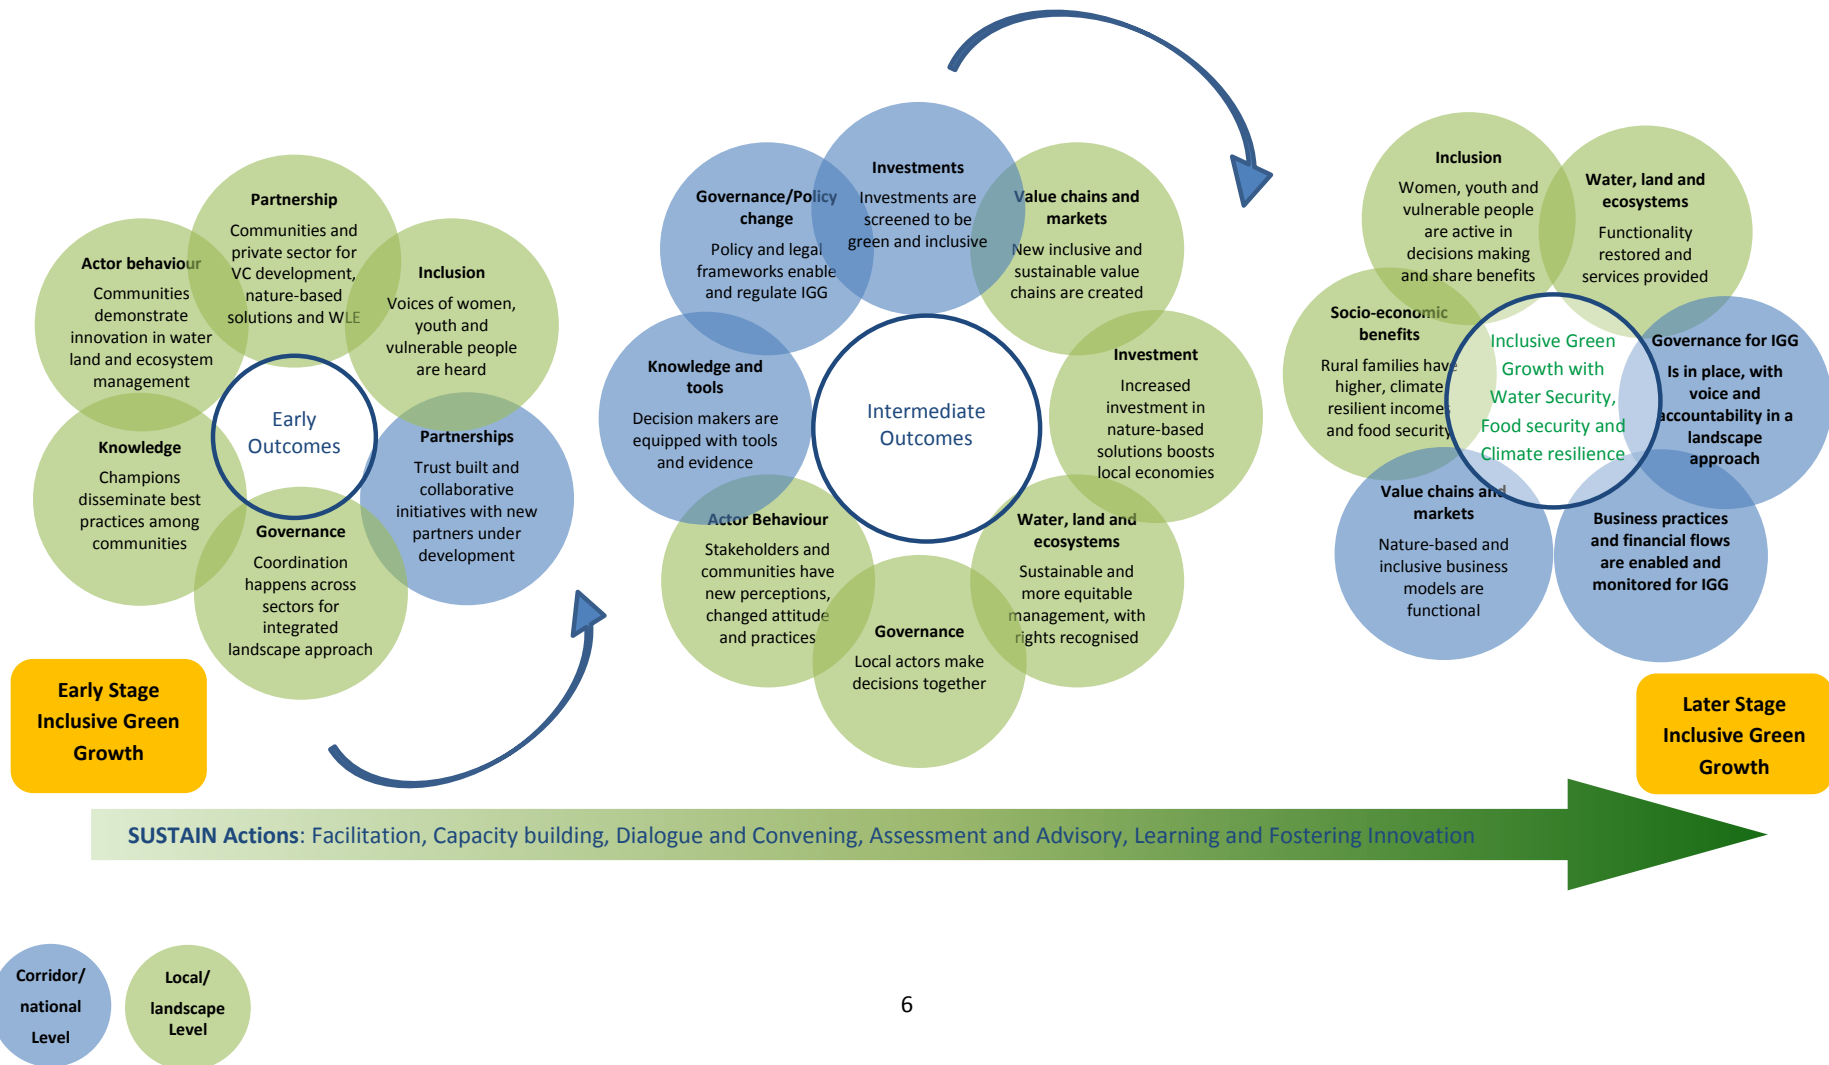 Partnership
Communities and
private sector for
VC development,
nature-based
solutions and WLE
Actor behaviour
Communities
demonstrate
innovation in water
land and ecosystem
management
Inclusion
Voices of women,
youth and
vulnerable people
are heard
Early
Outcomes
Knowledge
Champions
disseminate best
practices among
communities
Partnerships
Trust built and
collaborative
initiatives with new
partners under
development
Governance
Coordination
happens across
sectors for
integrated
landscape approach
Early Stage
Inclusive Green
Growth
Investments
Investments are
screened to be
green and inclusive
Governance/Policy
change
Policy and legal
frameworks enable
and regulate IGG
Value chains and
markets
New inclusive and
sustainable value
chains are created
Knowledge and
tools
Decision makers are
equipped with tools
and evidence
Intermediate
Outcomes
Investment
Increased
investment in
nature-based
solutions boosts
local economies
Actor Behaviour
Stakeholders and
communities have
new perceptions,
changed attitude
and practices
Water, land and
ecosystems
Sustainable and
more equitable
management, with
rights recognised
Governance
Local actors make
decisions together
Inclusion
Women, youth and
vulnerable people
are active in
decisions making
and share benefits
Water, land and
ecosystems
Functionality
restored and
services provided
Socio-economic
benefits
Rural families have
higher, climate
resilient incomes
and food security
Inclusive Green
Growth with
Water Security,
Food security and
Climate resilience
Governance for IGG
Is in place, with
voice and
accountability in a
landscape
approach
Value chains and
markets
Nature-based and
inclusive business
models are
functional
Business practices
and financial flows
are enabled and
monitored for IGG
Later Stage
Inclusive Green
Growth
SUSTAIN Actions: Facilitation, Capacity building, Dialogue and Convening, Assessment and Advisory, Learning and Fostering Innovation
Corridor/
national
Level
Local/
landscape
Level
6